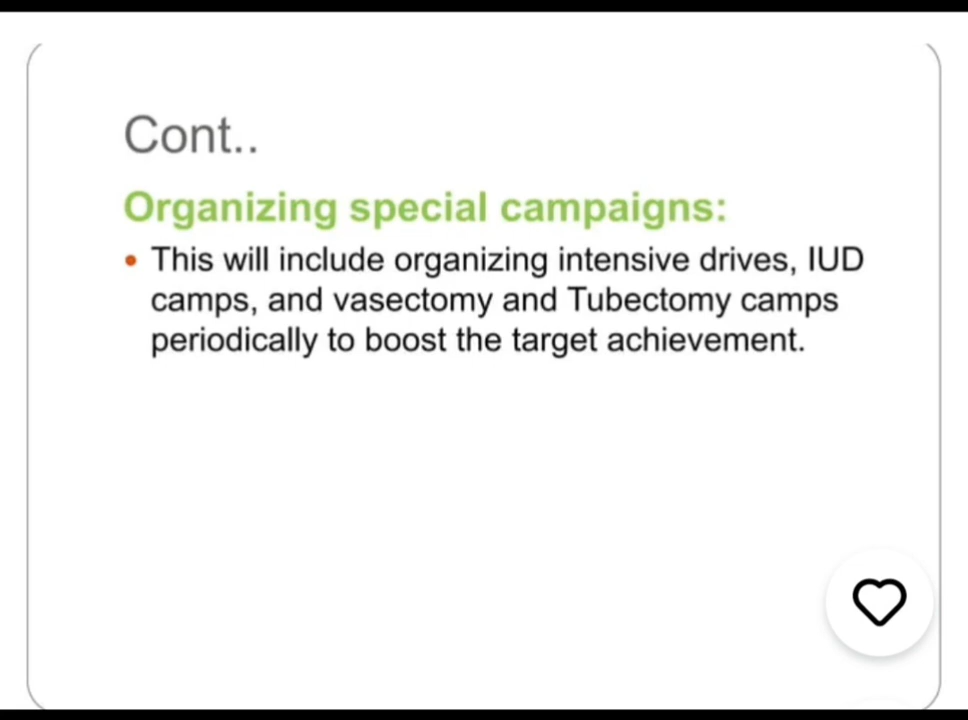 Cont..
Organizing special campaigns:
• This will include organizing intensive drives, IUD
camps, and vasectomy and Tubectomy camps
periodically to boost the target achievement.